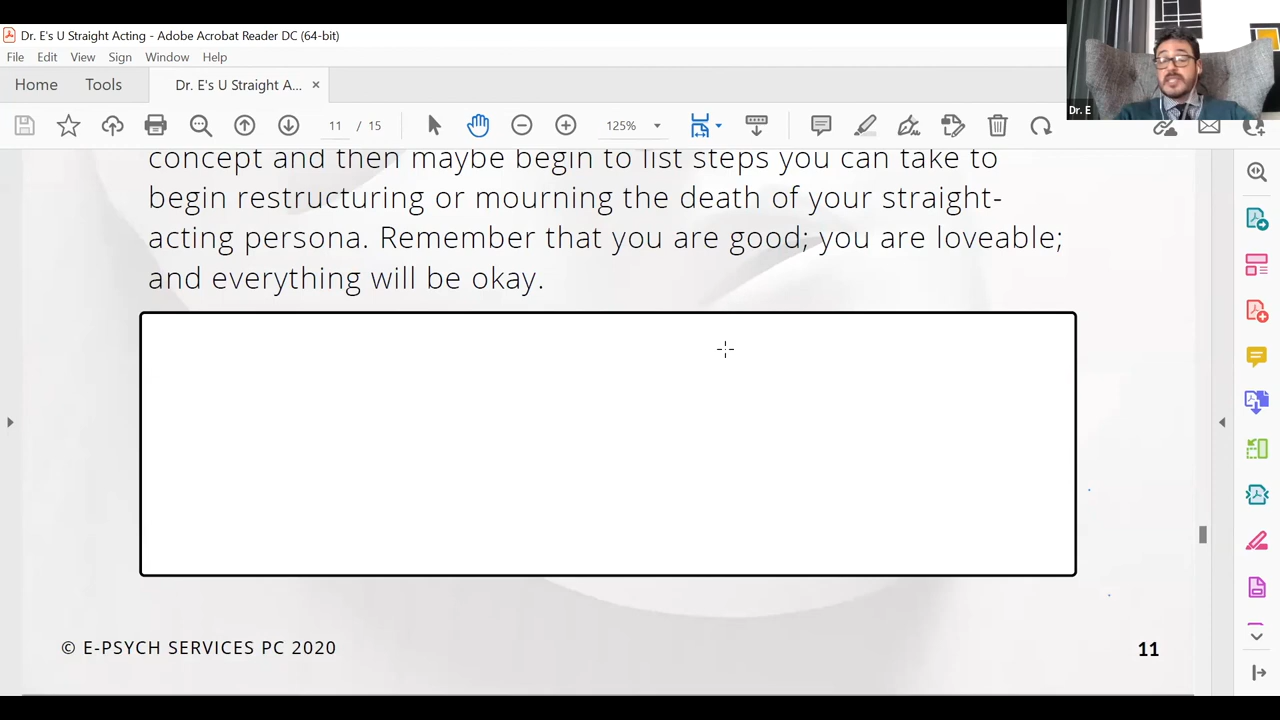 Dr. E's U Straight Acting - Adobe Acrobat Reader DC (64-bit)
File Edit View Sign Window Help
Home Tools Dr. E's U Straight A... ×
11 / 15 125%
Dr. E
concept and then maybe begin to list steps you can take to
begin restructuring or mourning the death of your straight-
acting persona. Remember that you are good; you are loveable;
and everything will be okay.
© E-PSYCH SERVICES PC 2020
11